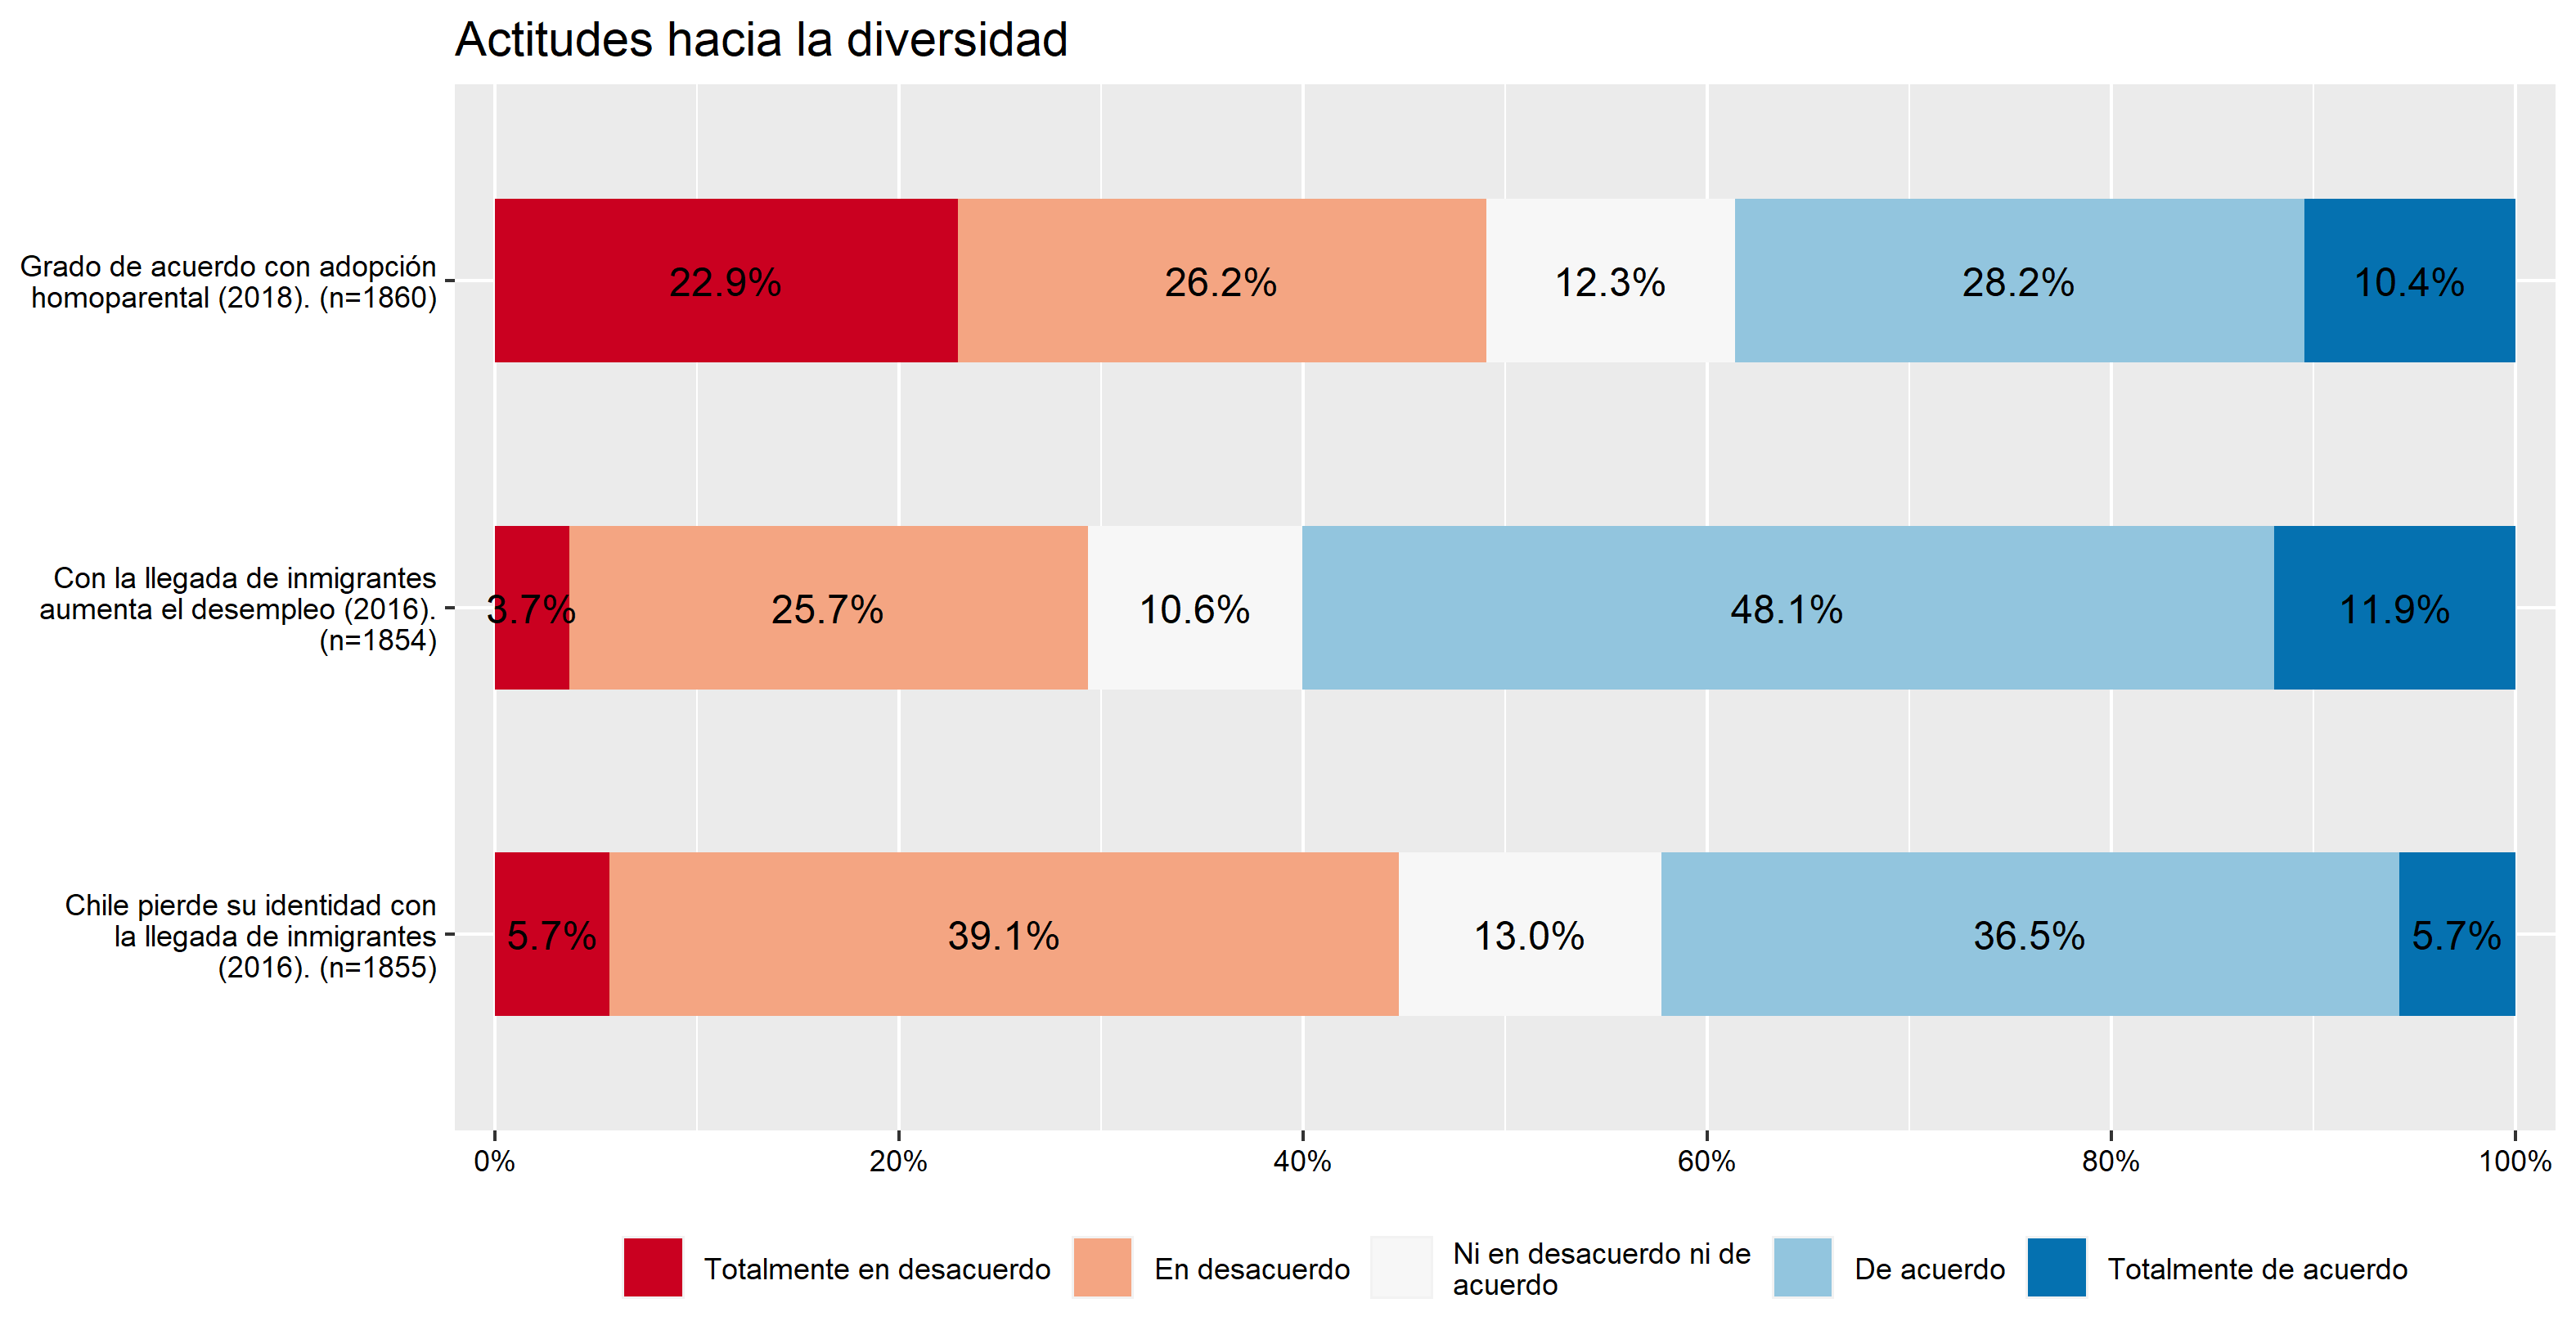 Actitudes hacia la diversidad
Grado de acuerdo con adopción
homoparental (2018). (n=1860)
22.9% 26.2% 12.3% 28.2% 10.4%
Con la llegada de inmigrantes
aumenta el desempleo (2016).
(n=1854)
3.7% 25.7% 10.6% 48.1% 11.9%
Chile pierde su identidad con
la llegada de inmigrantes
(2016). (n=1855)
5.7% 39.1% 13.0% 36.5% 5.7%
0% 20% 40% 60% 80% 100%
Totalmente en desacuerdo
En desacuerdo
Ni en desacuerdo ni de
acuerdo
De acuerdo
Totalmente de acuerdo